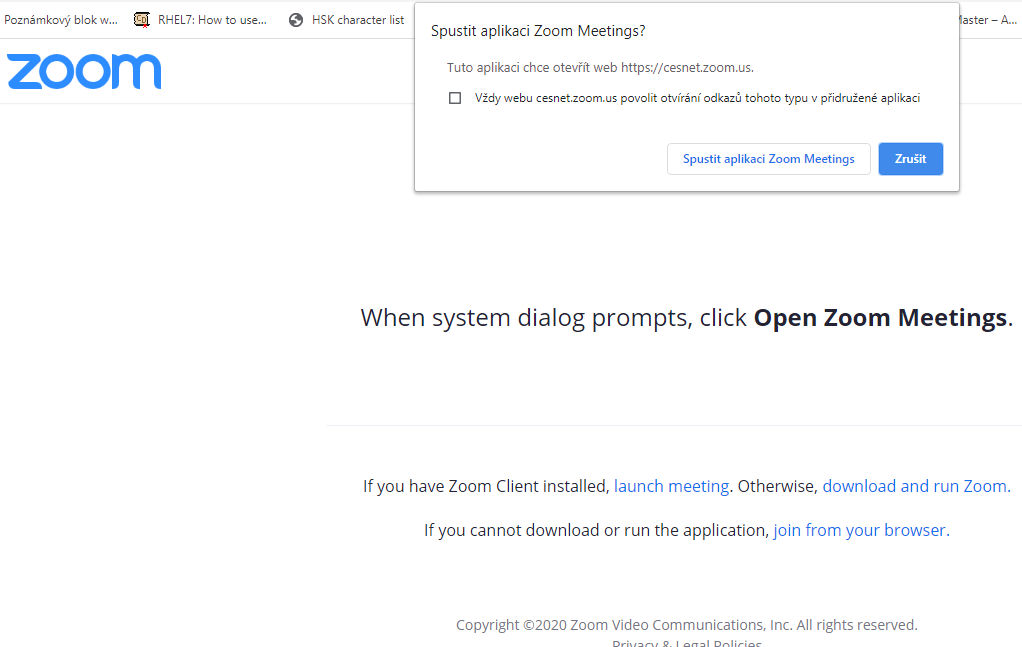 Poznámkový blok w... RHEL7: How to use... HSK character list
Master – A...
zoom
Spustit aplikaci Zoom Meetings?
Tuto aplikaci chce otevřít web https://cesnet.zoom.us.
Vždy webu cesnet.zoom.us povolit otvírání odkazů tohoto typu v přidružené aplikaci
Spustit aplikaci Zoom Meetings Zrušit
When system dialog prompts, click Open Zoom Meetings.
If you have Zoom Client installed, launch meeting. Otherwise, download and run Zoom.
If you cannot download or run the application, join from your browser.
Copyright ©2020 Zoom Video Communications, Inc. All rights reserved.
Privacy & Legal Policies